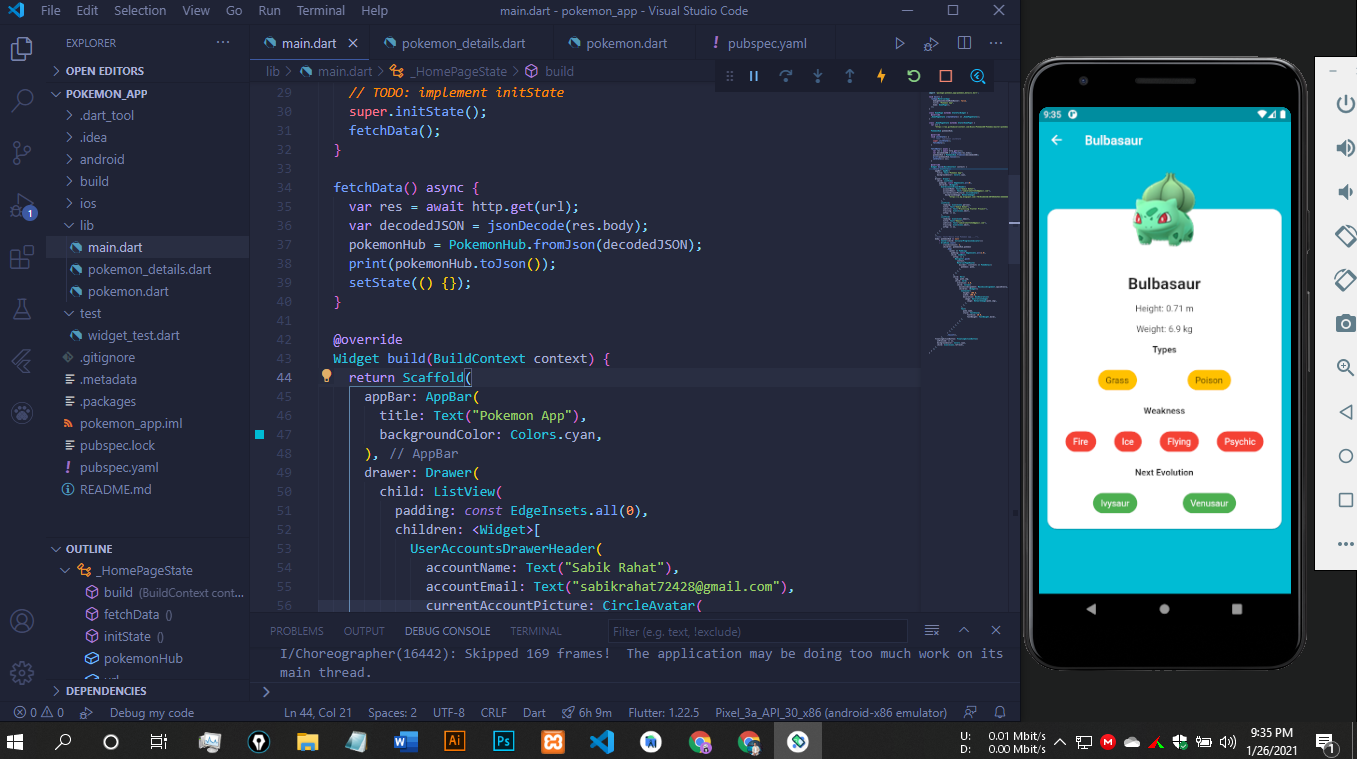 File Edit Selection View Go Run Terminal Help
main.dart - pokemon_app - Visual Studio Code
EXPLORER
OPEN EDITORS
POKEMON_APP
.dart_tool
.idea
android
build
ios
lib
main.dart
pokemon_details.dart
pokemon.dart
test
widget_test.dart
.gitignore
.metadata
.packages
pokemon_app.iml
pubspec.lock
pubspec.yaml
README.md
OUTLINE
_HomePageState
build (BuildContext cont...
fetchData ()
initState ()
pokemonHub
url
DEPENDENCIES
1
main.dart
pokemon_details.dart
pokemon.dart
! pubspec.yaml
lib > main.dart > _HomePageState > build
29 // TODO: implement initState
30 super.initState();
31 fetchData();
32 }
33
34 fetchData() async {
35 var res = await http.get(url);
36 var decodedJSON = jsonDecode(res.body);
37 pokemonHub = PokemonHub.fromJson(decodedJSON);
38 print(pokemonHub.toJson());
39 setState(() {});
40 }
41
42 @override
43 Widget build(BuildContext context) {
44 return Scaffold(
45 appBar: AppBar(
46 title: Text("Pokemon App"),
47 backgroundColor: Colors.cyan,
48 ), // AppBar
49 drawer: Drawer(
50 child: ListView(
51 padding: const EdgeInsets.all(0),
52 children: <Widget>[
53 UserAccountsDrawerHeader(
54 accountName: Text("Sabik Rahat"),
55 accountEmail: Text("sabikrahat72428@gmail.com"),
56 currentAccountPicture: CircleAvatar(
PROBLEMS OUTPUT DEBUG CONSOLE TERMINAL
Filter (e.g. text, !exclude)
I/Choreographer(16442): Skipped 169 frames!  The application may be doing too much work on its
main thread.
0 0 Debug my code
Ln 44, Col 21 Spaces: 2 UTF-8 CRLF Dart 6h 9m Flutter: 1.22.5 Pixel_3a_API_30_x86 (android-x86 emulator)
9:35
Bulbasaur
Bulbasaur
Height: 0.71 m
Weight: 6.9 kg
Types
Grass Poison
Weakness
Fire Ice Flying Psychic
Next Evolution
Ivysaur Venusaur
W
Ai
Ps
U: 0.01 Mbit/s
D: 0.00 Mbit/s
M
9:35 PM
1/26/2021
1